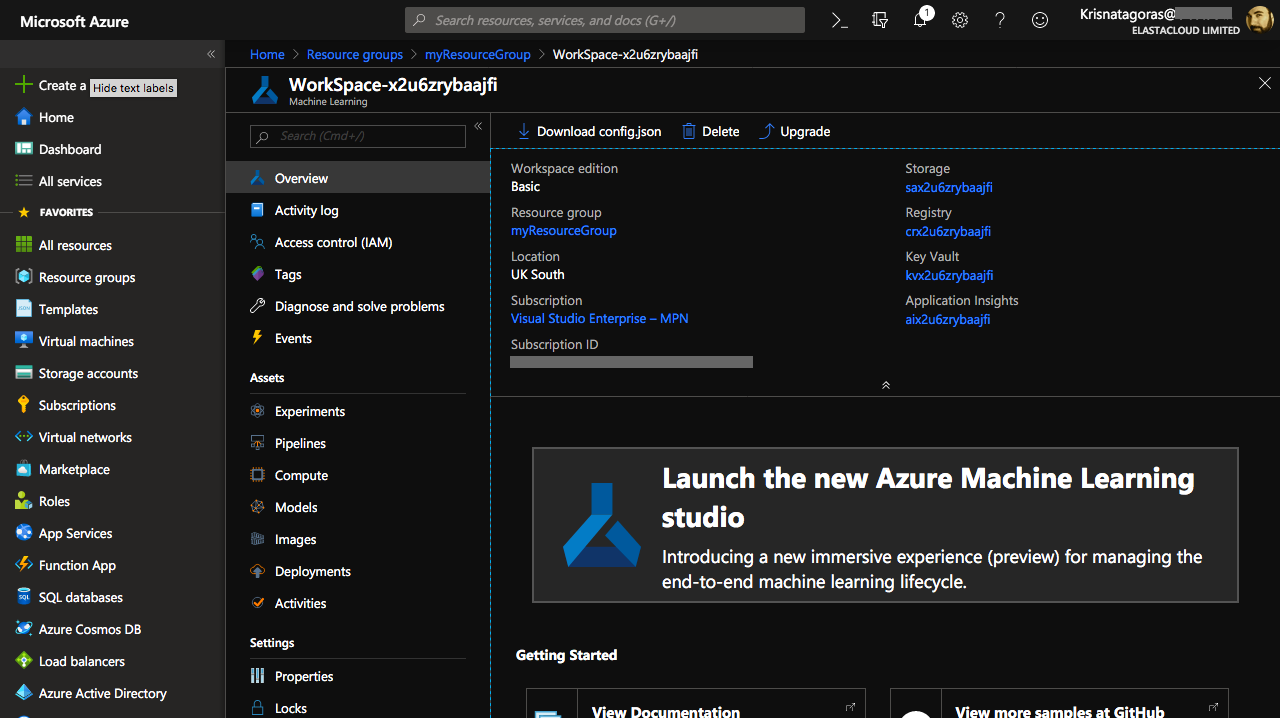 Microsoft Azure
Search resources, services, and docs (G+/)
1
Krisnatagoras@
ELASTACLOUD LIMITED
Create a
Hide text labels
Home
Dashboard
All services
FAVORITES
All resources
Resource groups
Templates
Virtual machines
Storage accounts
Subscriptions
Virtual networks
Marketplace
Roles
App Services
Function App
SQL databases
Azure Cosmos DB
Load balancers
Azure Active Directory
Home > Resource groups > myResourceGroup > WorkSpace-x2u6zrybaajfi
WorkSpace-x2u6zrybaajfi
Machine Learning
Search (Cmd+/)
Overview
Activity log
Access control (IAM)
Tags
Diagnose and solve problems
Events
Assets
Experiments
Pipelines
Compute
Models
Images
Deployments
Activities
Settings
Properties
Locks
Download config.json
Delete
Upgrade
Workspace edition
Basic
Resource group
myResourceGroup
Location
UK South
Subscription
Visual Studio Enterprise – MPN
Subscription ID
Storage
sax2u6zrybaajfi
Registry
crx2u6zrybaajfi
Key Vault
kvx2u6zrybaajfi
Application Insights
aix2u6zrybaajfi
Launch the new Azure Machine Learning
studio
Introducing a new immersive experience (preview) for managing the
end-to-end machine learning lifecycle.
Getting Started
View Documentation
View more samples at GitHub